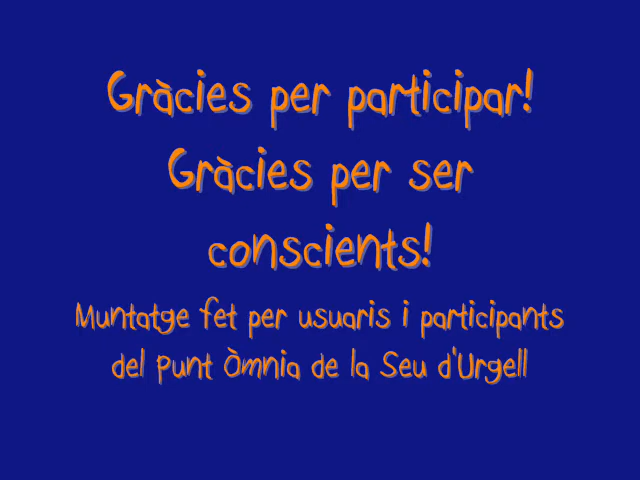 Gràcies per participar!
Gràcies per ser
conscients!
Muntatge fet per usuaris i participants
del Punt Òmnia de la Seu d'Urgell